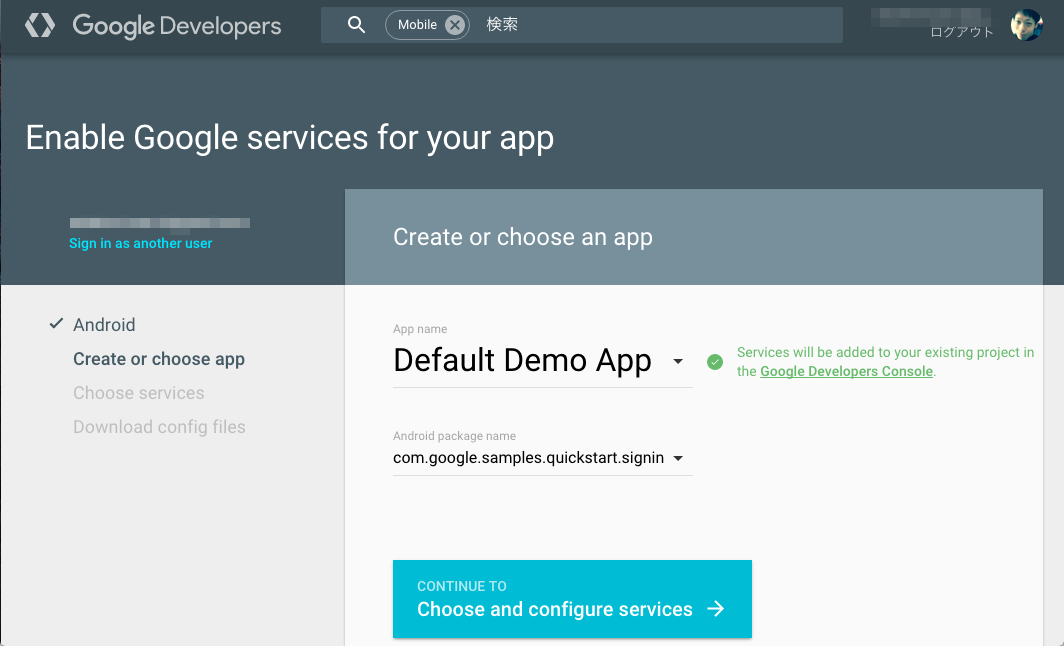 Google Developers
Mobile
検索
ログアウト
Enable Google services for your app
Sign in as another user
Create or choose an app
Android
Create or choose app
Choose services
Download config files
App name
Default Demo App
Services will be added to your existing project in
the Google Developers Console.
Android package name
com.google.samples.quickstart.signin
CONTINUE TO
Choose and configure services